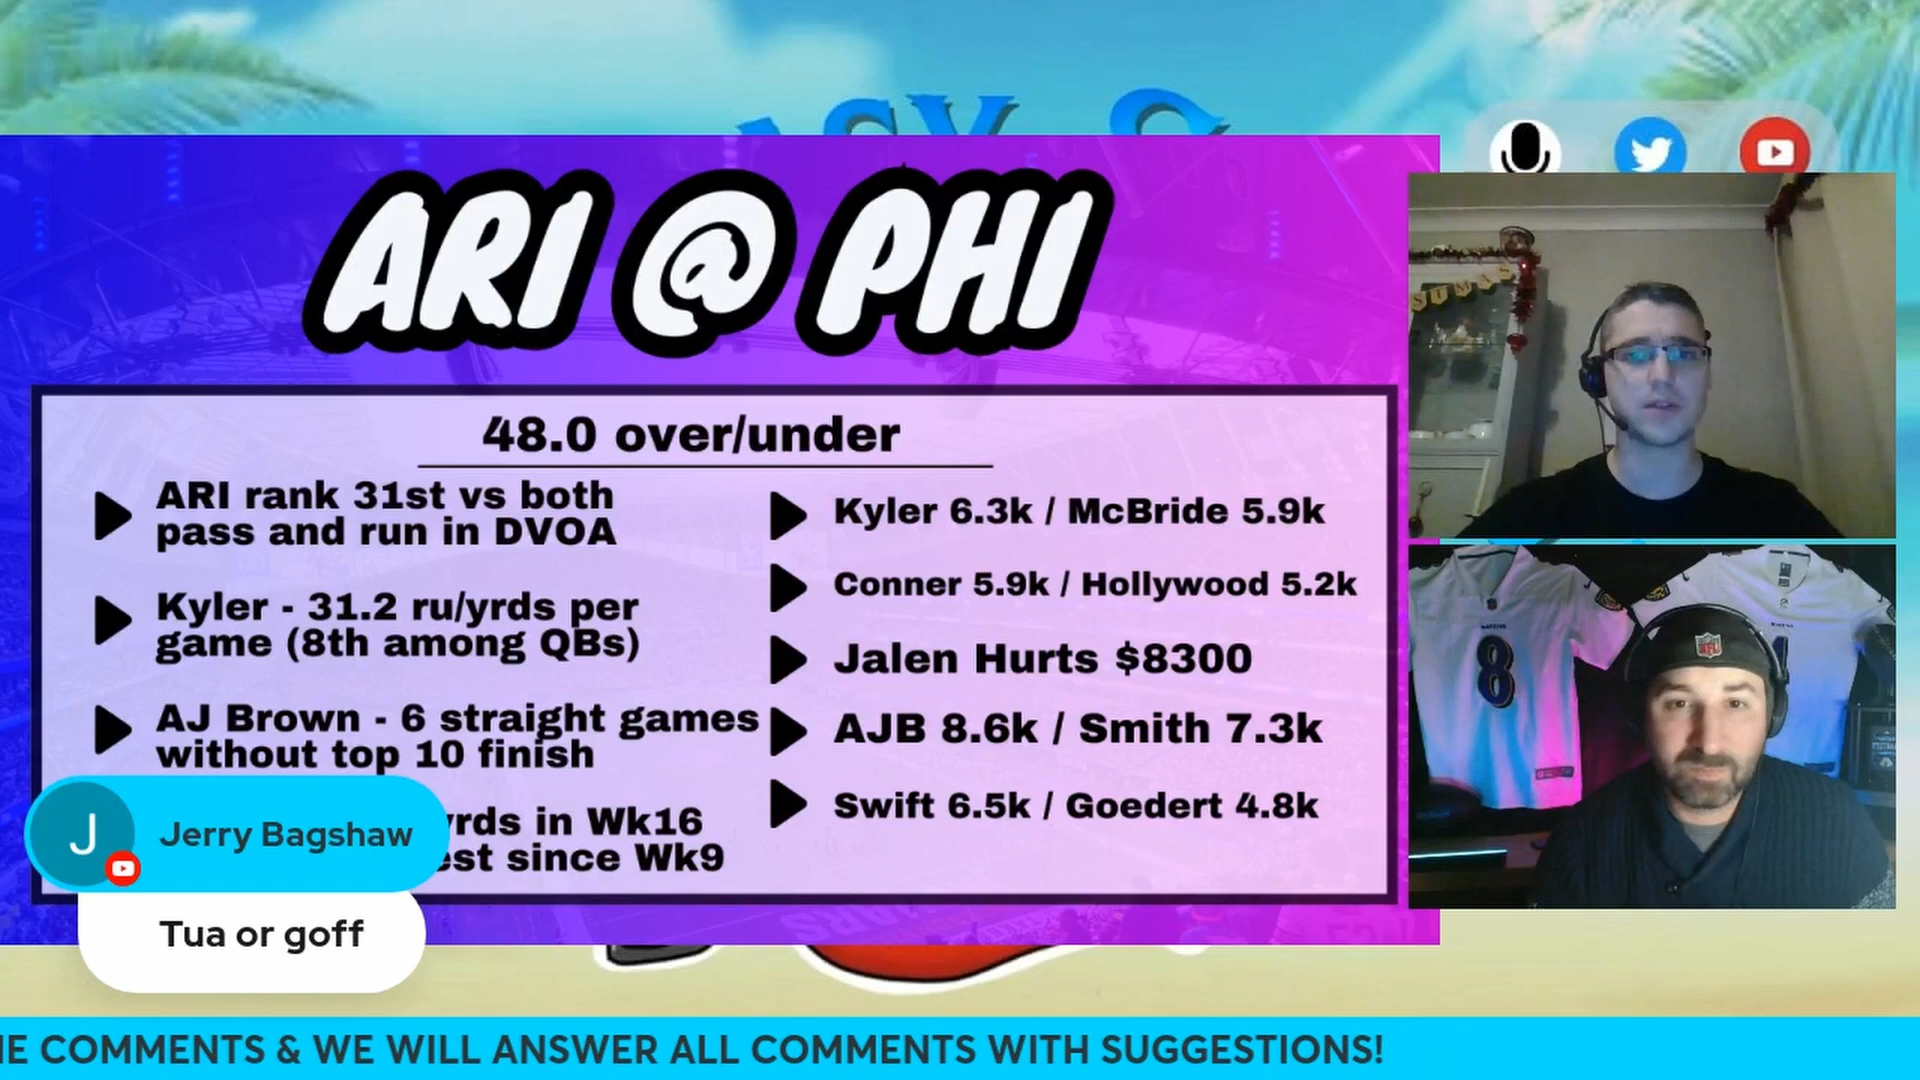 ARI @ PHI
48.0 over/under
ARI rank 31st vs both
pass and run in DVOA
Kyler - 31.2 ru/yrds per
game (8th among QBs)
AJ Brown - 6 straight games
without top 10 finish
in Wk16
since Wk9
Kyler 6.3k / McBride 5.9k
Conner 5.9k / Hollywood 5.2k
Jalen Hurts $8300
AJB 8.6k / Smith 7.3k
Swift 6.5k / Goedert 4.8k
J
Jerry Bagshaw
Tua or goff
COMMENTS & WE WILL ANSWER ALL COMMENTS WITH SUGGESTIONS!
8
NFL